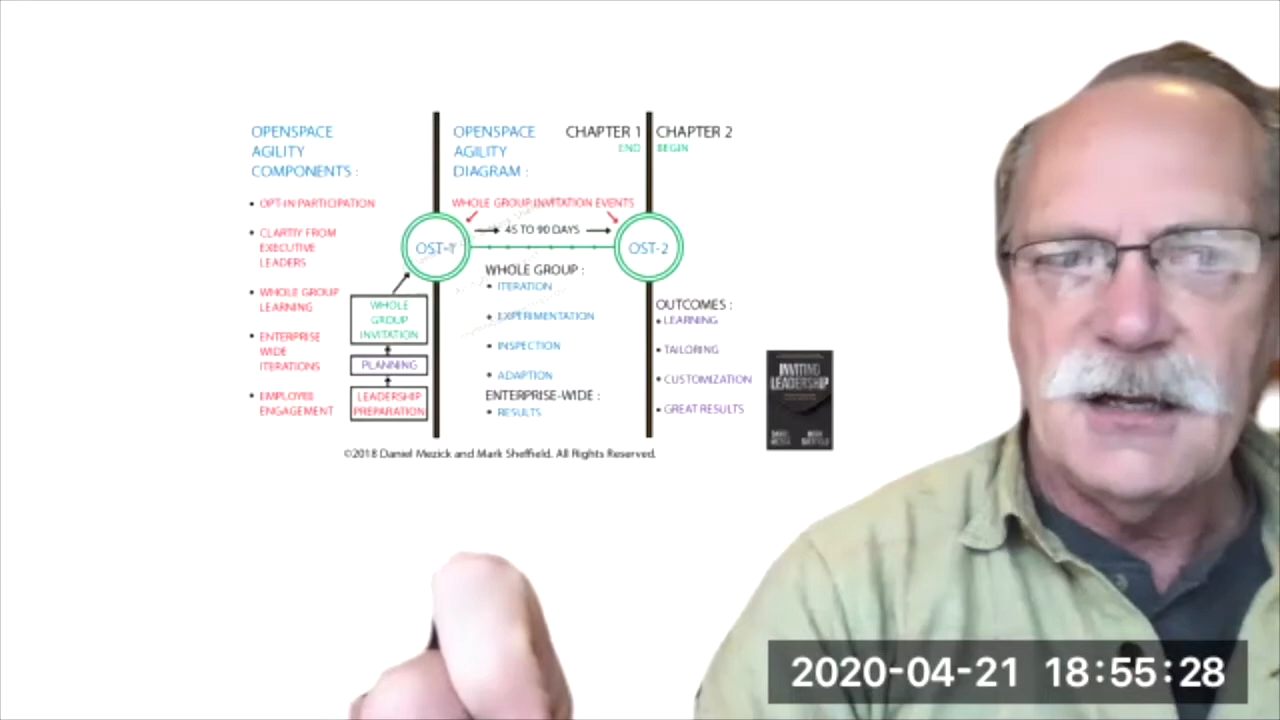 OPENSPACE
AGILITY
COMPONENTS :
• OPT-IN PARTICIPATION
• CLARTIY FROM
EXECUTIVE
LEADERS
• WHOLE GROUP
LEARNING
• ENTERPRISE
WIDE
ITERATIONS
• EMPLOYEE
ENGAGEMENT
WHOLE
GROUP
INVITATION
PLANNING
LEADERSHIP
PREPARATION
OPENSPACE
AGILITY
DIAGRAM :
CHAPTER 1
END
CHAPTER 2
BEGIN
WHOLE GROUP INVITATION EVENTS
OST-1
45 TO 90 DAYS
OST-2
WHOLE GROUP :
• ITERATION
• EXPERIMENTATION
• INSPECTION
• ADAPTION
ENTERPRISE-WIDE :
• RESULTS
OUTCOMES :
• LEARNING
• TAILORING
• CUSTOMIZATION
• GREAT RESULTS
INVITING
LEADERSHIP
©2018 Daniel Mezick and Mark Sheffield. All Rights Reserved.
2020-04-21 18:55:28